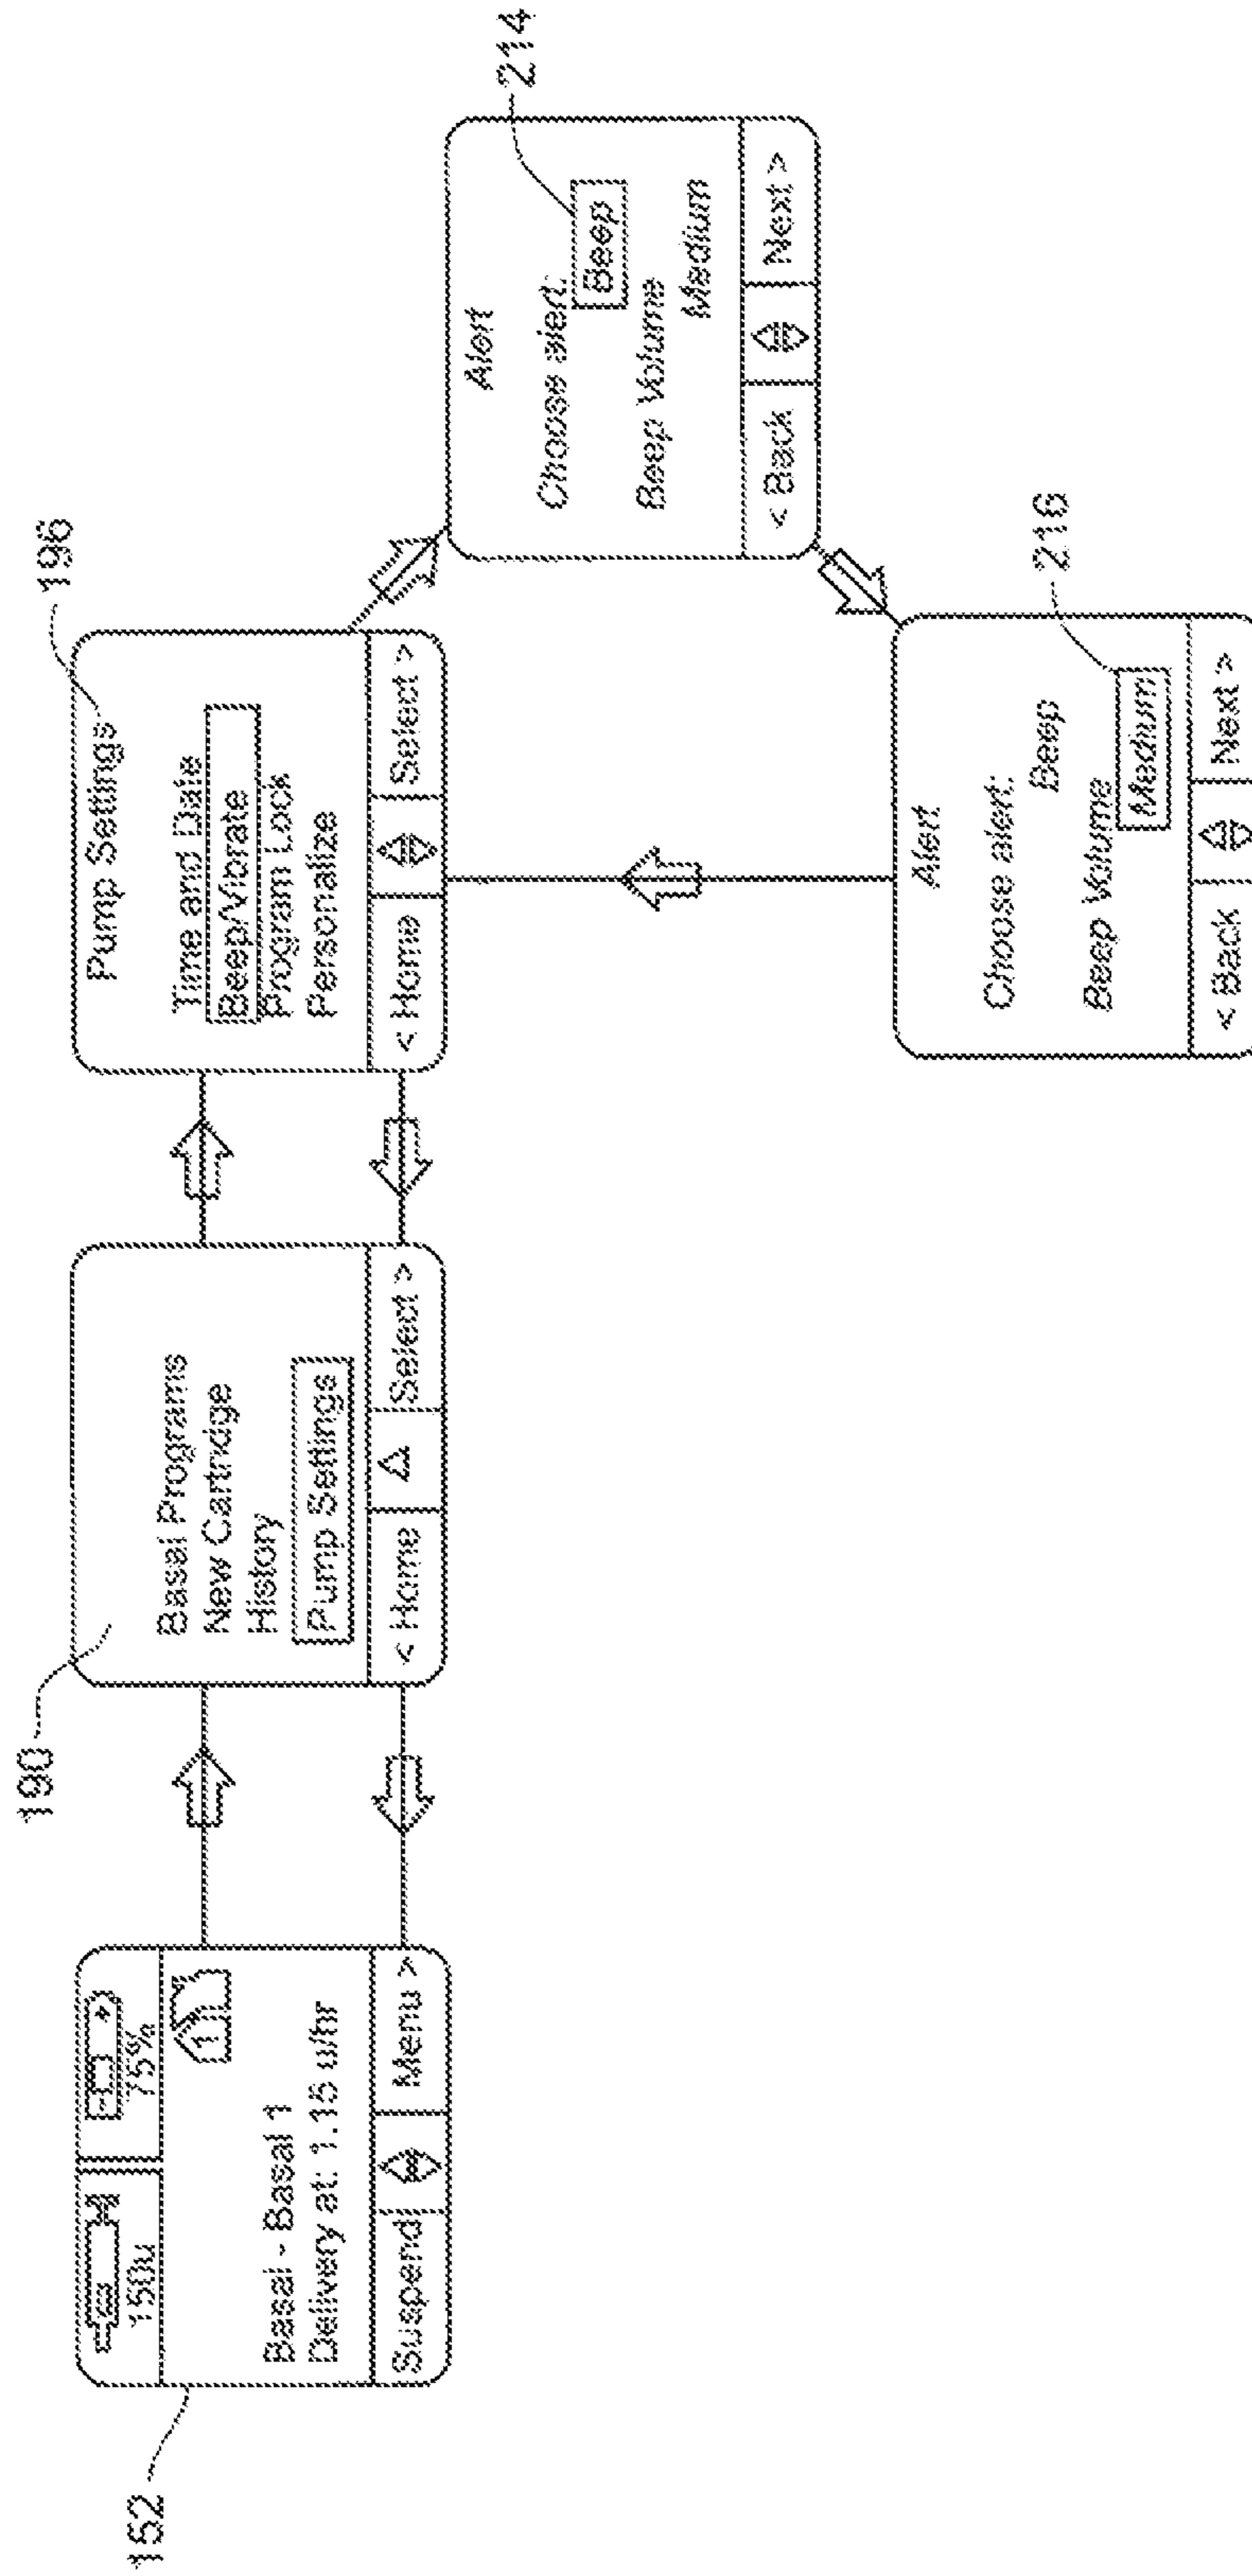 152
150u
75%
1
Basal - Basal 1
Delivery at: 1.15 u/hr
Suspend
Menu >
190
Basal Programs
New Cartridge
History
Pump Settings
< Home
Select >
196
Pump Settings
Time and Date
Beep/Vibrate
Program Lock
Personalize
< Home
Select >
214
Alert
Choose alert:
Beep
Beep Volume
Medium
< Back
Next >
216
Alert
Choose alert:
Beep
Beep Volume
Medium
< Back
Next >